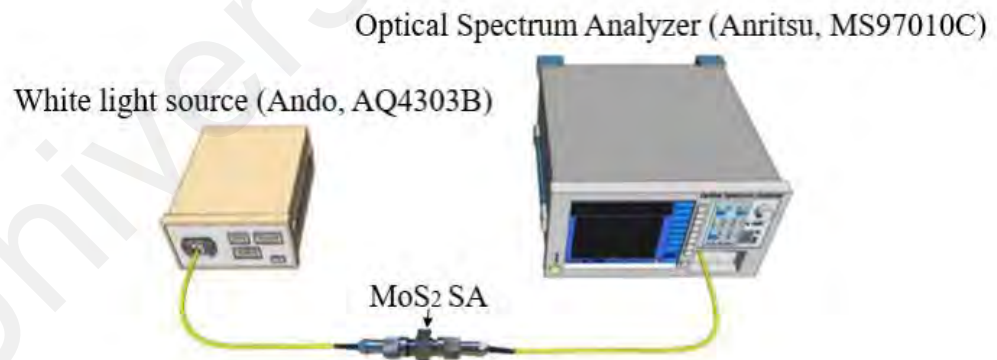 Optical Spectrum Analyzer (Anritsu, MS97010C)
White light source (Ando, AQ4303B)
MoS2 SA